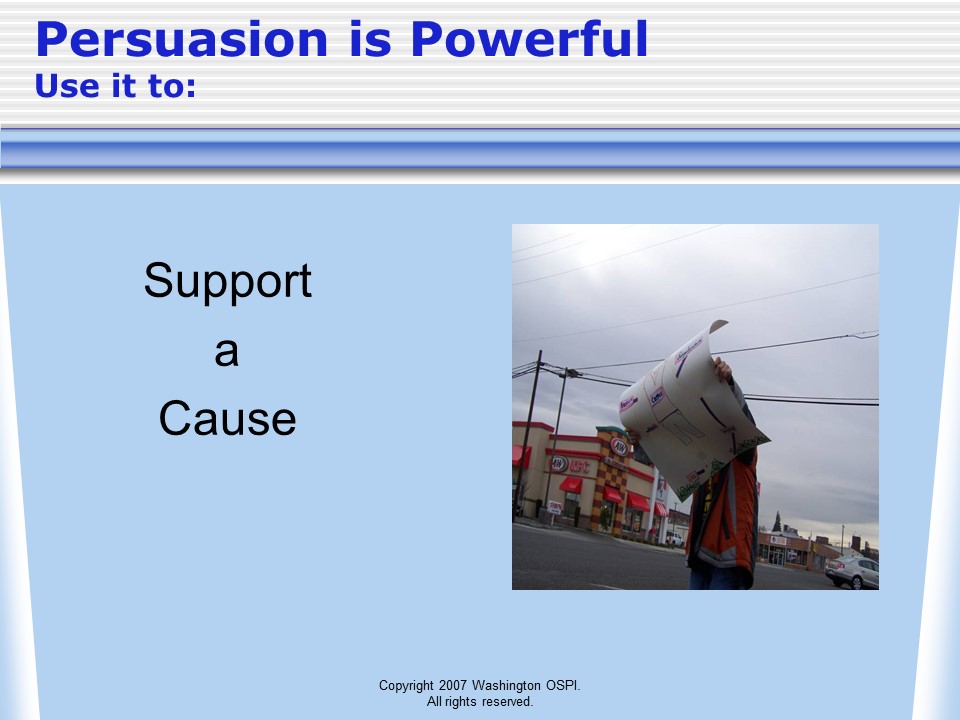 Persuasion is Powerful
Use it to:
Support
a
Cause
A&W
A&W
Copyright 2007 Washington OSPI.
All rights reserved.